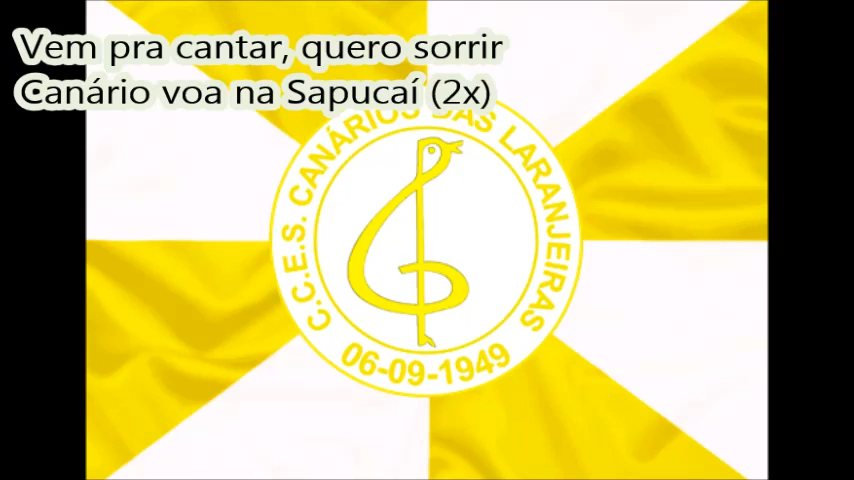 Vem pra cantar, quero sorrir
Canário voa na Sapucaí (2x)
C.C.E.S. CANÁRIOS DAS LARANJEIRAS
06-09-1949